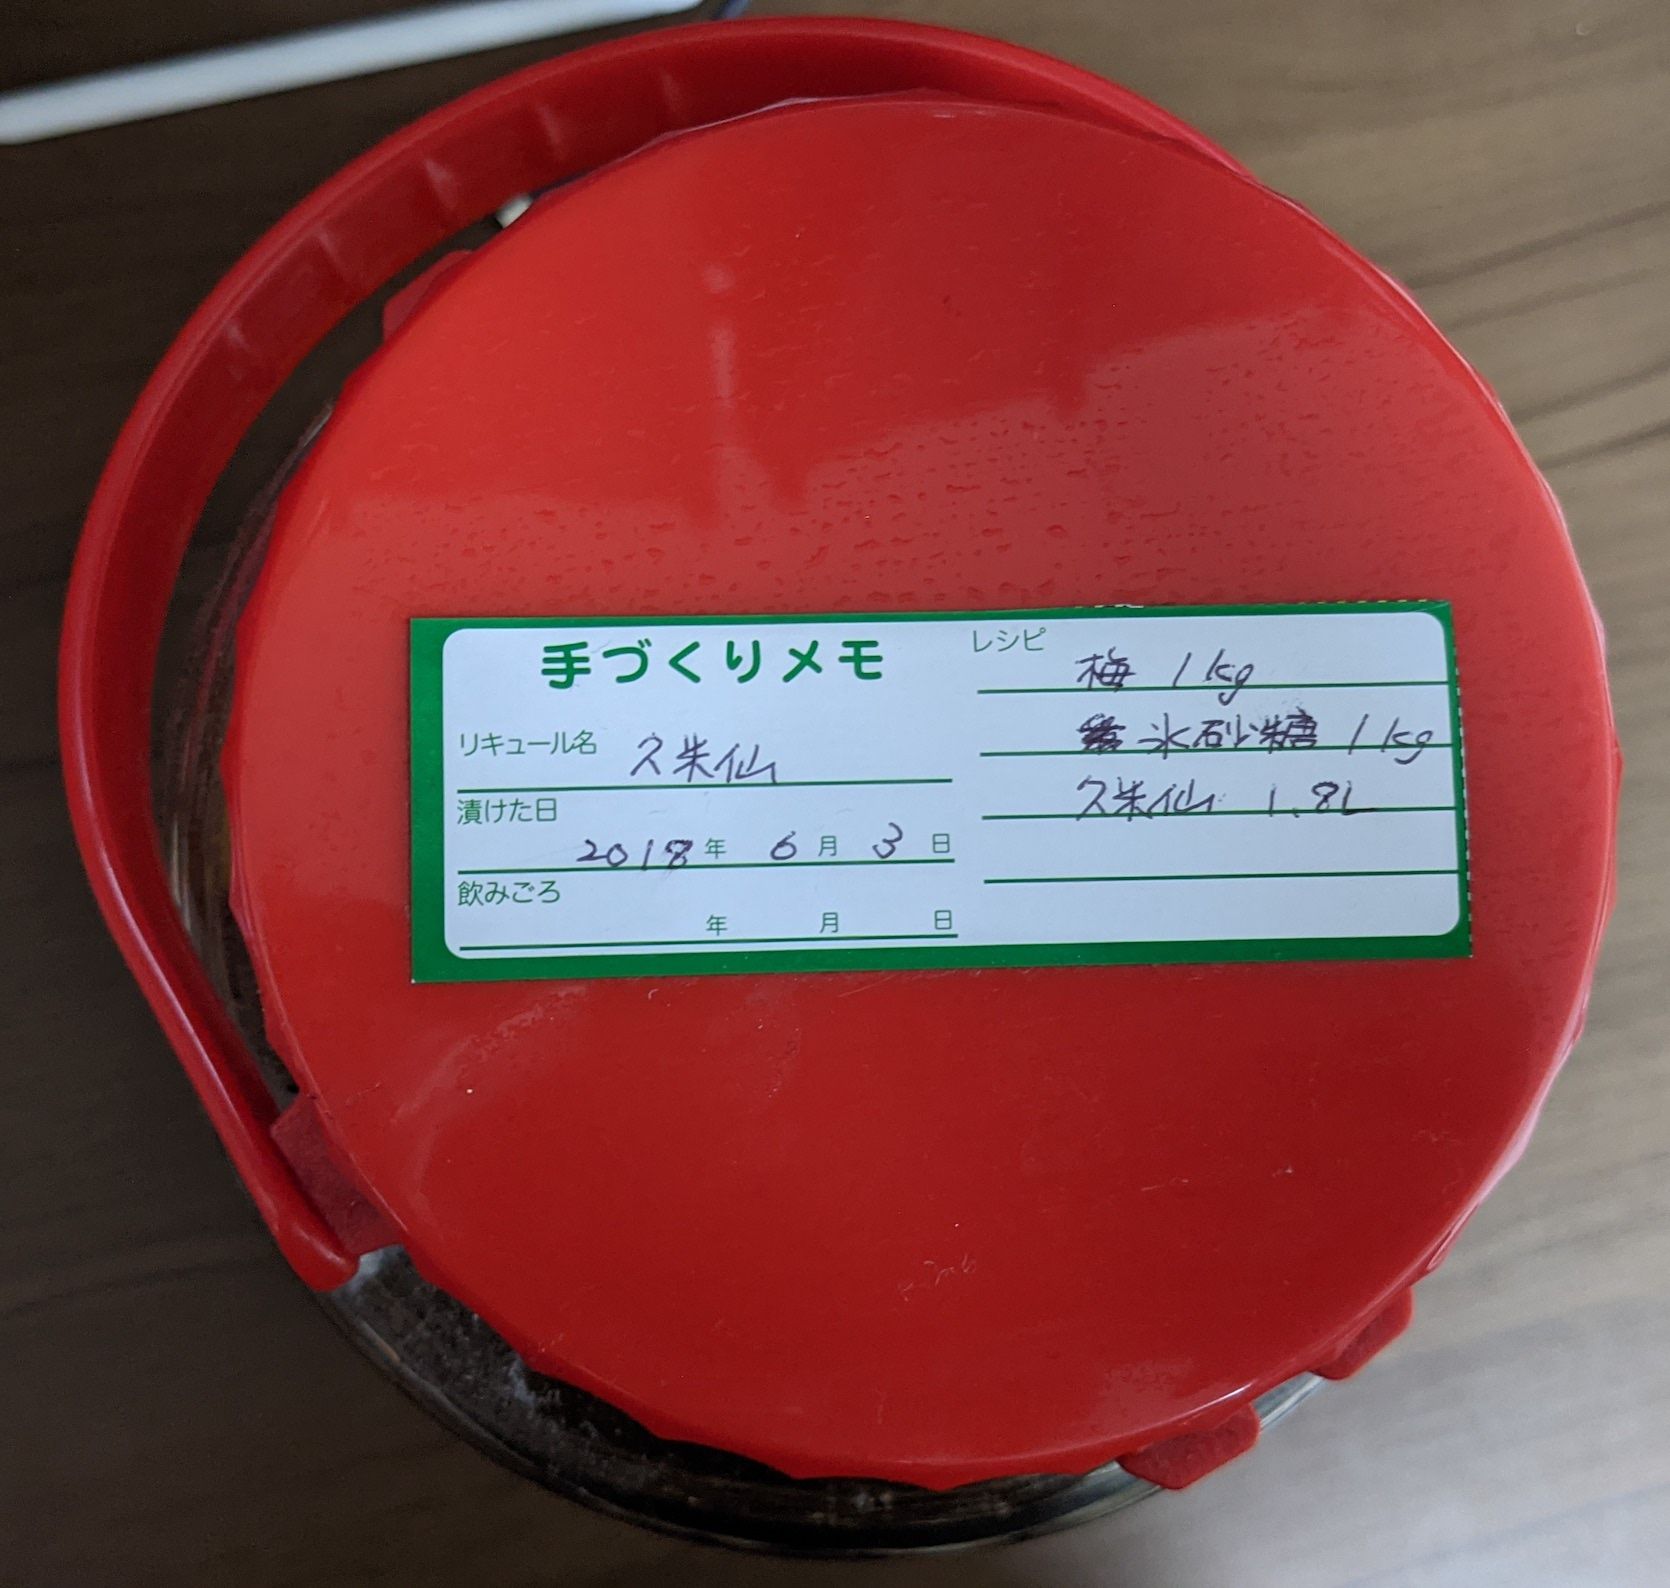 手づくりメモ
リキュール名 久米仙
漬けた日
2018年 6月 3日
飲みごろ
年 月 日
レシピ
梅 1kg
氷砂糖 1kg
久米仙 1.8L